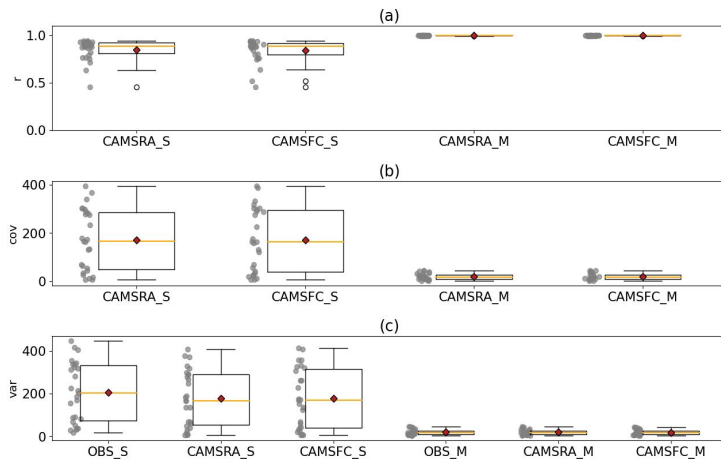 (a)
1.0
0.5
0.0
r
CAMSRA_S CAMSFC_S CAMSRA_M CAMSFC_M
(b)
400
200
0
cov
CAMSRA_S CAMSFC_S CAMSRA_M CAMSFC_M
(c)
400
200
0
var
OBS_S CAMSRA_S CAMSFC_S OBS_M CAMSRA_M CAMSFC_M